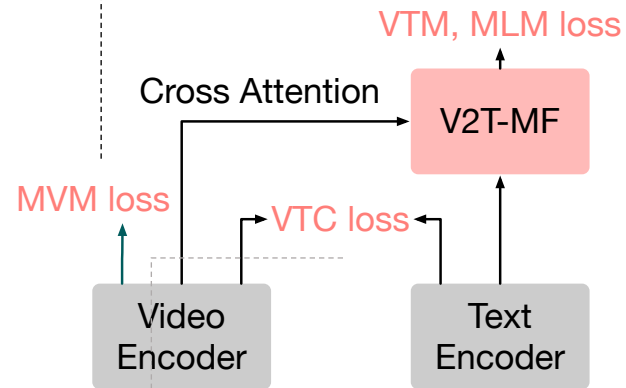 VTM, MLM loss
Cross Attention
V2T-MF
MVM loss
VTC loss
Video
Encoder
Text
Encoder